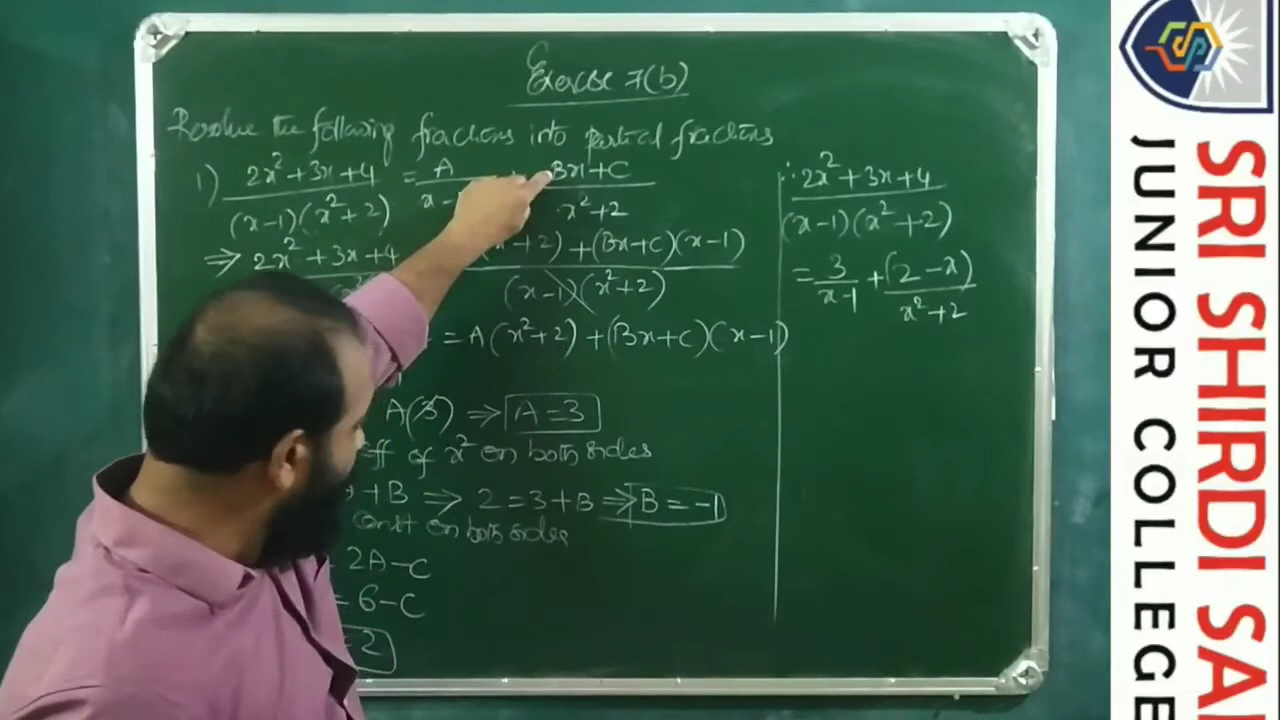 Exercise 7(b)
Resolve the following fractions into partial fractions
1) 2x²+3x+4 = A Bx+C
(x-1)(x²+2) x- x²+2
⇒ 2x²+3x+4 +2) +(Bx+C)(x-1)
(x-1)(x²+2)
= A(x²+2) +(Bx+C)(x-1)
A(3) ⇒ A=3
ff of x² on both sides
+B ⇒ 2=3+B ⇒ B=-1
const on both sides
2A-C
= 6-C
=2
∴ 2x²+3x+4
(x-1)(x²+2)
= 3 + (2-x)
x-1 x²+2
SRI SHIRDI SAI
JUNIOR COLLEGE